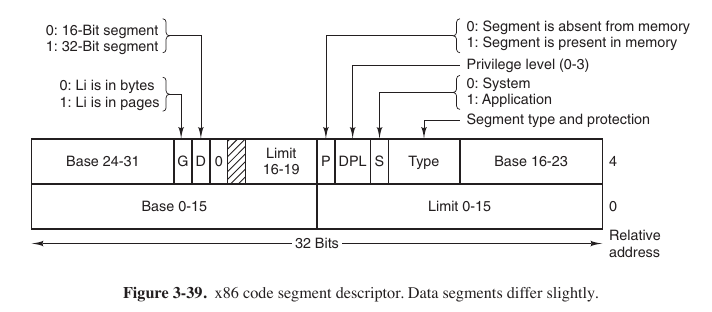 0: 16-Bit segment
1: 32-Bit segment
0: Li is in bytes
1: Li is in pages
0: Segment is absent from memory
1: Segment is present in memory
Privilege level (0-3)
0: System
1: Application
Segment type and protection
Base 24-31
G
D
0
Limit
16-19
P
DPL
S
Type
Base 16-23
4
Base 0-15
Limit 0-15
0
32 Bits
Relative
address
Figure 3-39. x86 code segment descriptor. Data segments differ slightly.